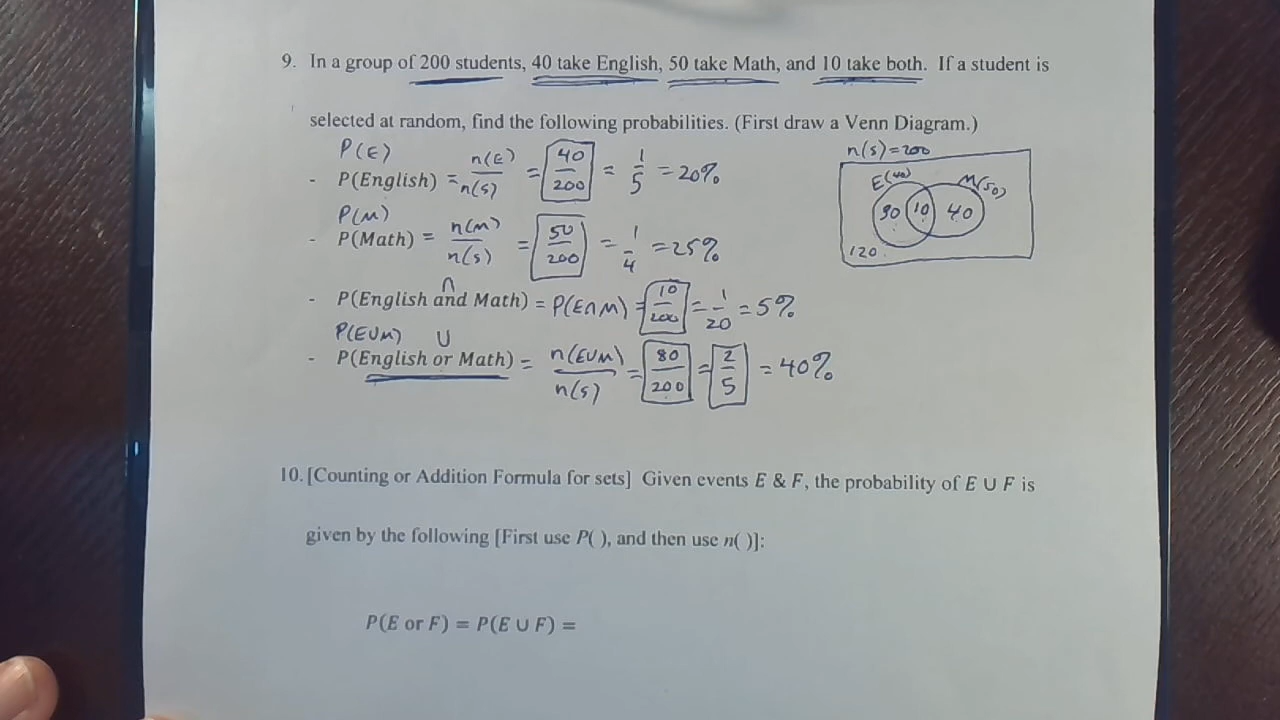 9. In a group of 200 students, 40 take English, 50 take Math, and 10 take both. If a student is
selected at random, find the following probabilities. (First draw a Venn Diagram.)
n(S)=200
E(40) M(50)
30 10 40
120
P(E)
- P(English) = n(E)/n(S) = 40/200 = 1/5 = 20%
P(M)
- P(Math) = n(M)/n(S) = 50/200 = 1/4 = 25%
∩
- P(English and Math) = P(E∩M) = 10/200 = 1/20 = 5%
P(E∪M) ∪
- P(English or Math) = n(E∪M)/n(S) = 80/200 = 2/5 = 40%
10. [Counting or Addition Formula for sets] Given events E & F, the probability of E ∪ F is
given by the following [First use P( ), and then use n( )]:
P(E or F) = P(E ∪ F) =